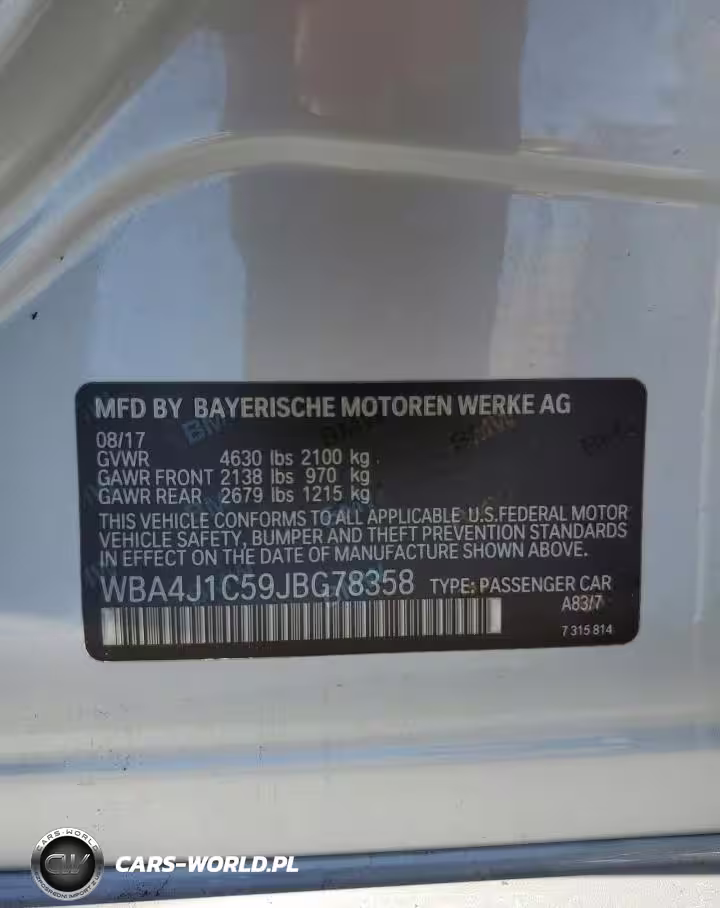 MFD BY BAYERISCHE MOTOREN WERKE AG
08/17
GVWR 4630 lbs 2100 kg
GAWR FRONT 2138 lbs 970 kg
GAWR REAR 2679 lbs 1215 kg
THIS VEHICLE CONFORMS TO ALL APPLICABLE U.S.FEDERAL MOTOR
VEHICLE SAFETY, BUMPER AND THEFT PREVENTION STANDARDS
IN EFFECT ON THE DATE OF MANUFACTURE SHOWN ABOVE.
WBA4J1C59JBG78358 TYPE: PASSENGER CAR
A83/7
7 315 814
CARS-WORLD
CW
CARS-WORLD.PL